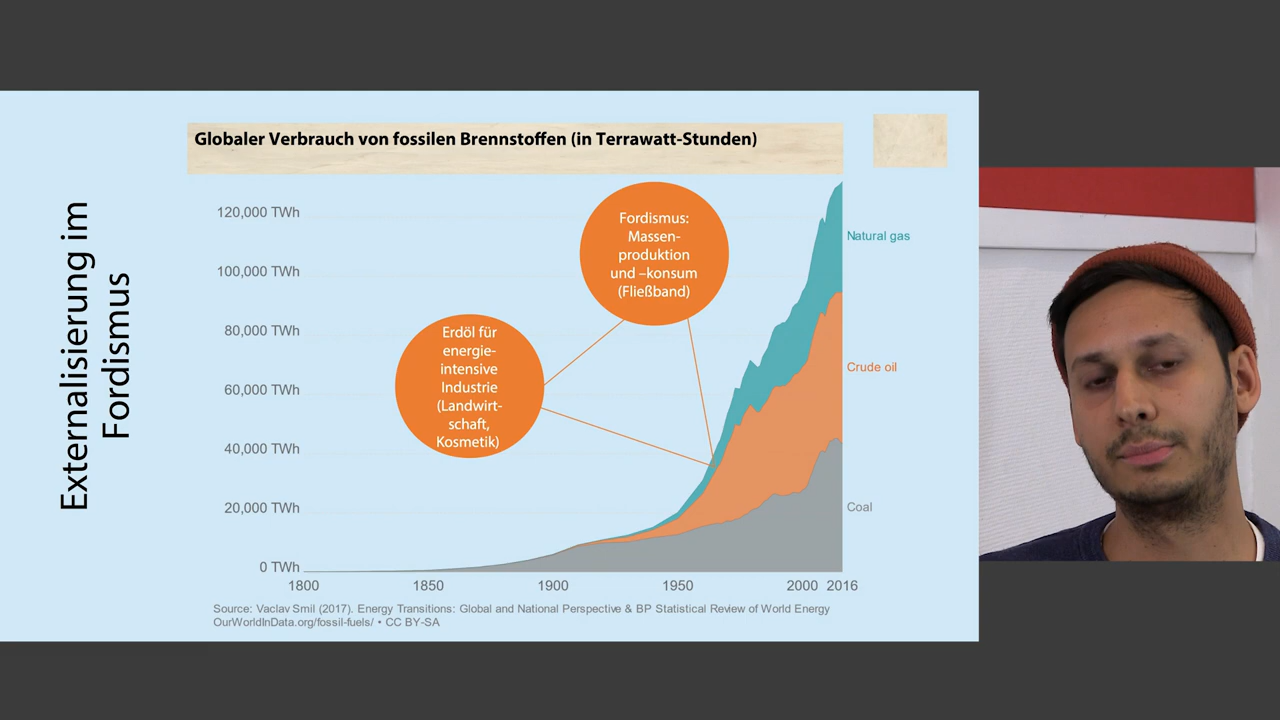 Externalisierung im
Fordismus
Globaler Verbrauch von fossilen Brennstoffen (in Terrawatt-Stunden)
120,000 TWh
100,000 TWh
80,000 TWh
60,000 TWh
40,000 TWh
20,000 TWh
0 TWh
Fordismus:
Massen-
produktion
und –konsum
(Fließband)
Erdöl für
energie-
intensive
Industrie
(Landwirt-
schaft,
Kosmetik)
Natural gas
Crude oil
Coal
1800 1850 1900 1950 2000 2016
Source: Vaclav Smil (2017). Energy Transitions: Global and National Perspective & BP Statistical Review of World Energy
OurWorldInData.org/fossil-fuels/ • CC BY-SA